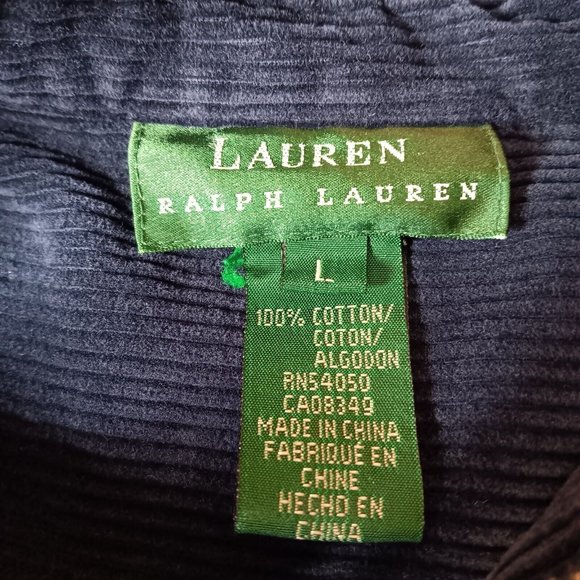 LAUREN
RALPH LAUREN
L
100% COTTON/
COTON/
ALGODON
RN54050
CA08349
MADE IN CHINA
FABRIQUÉ EN
CHINE
HECHO EN
CHINA